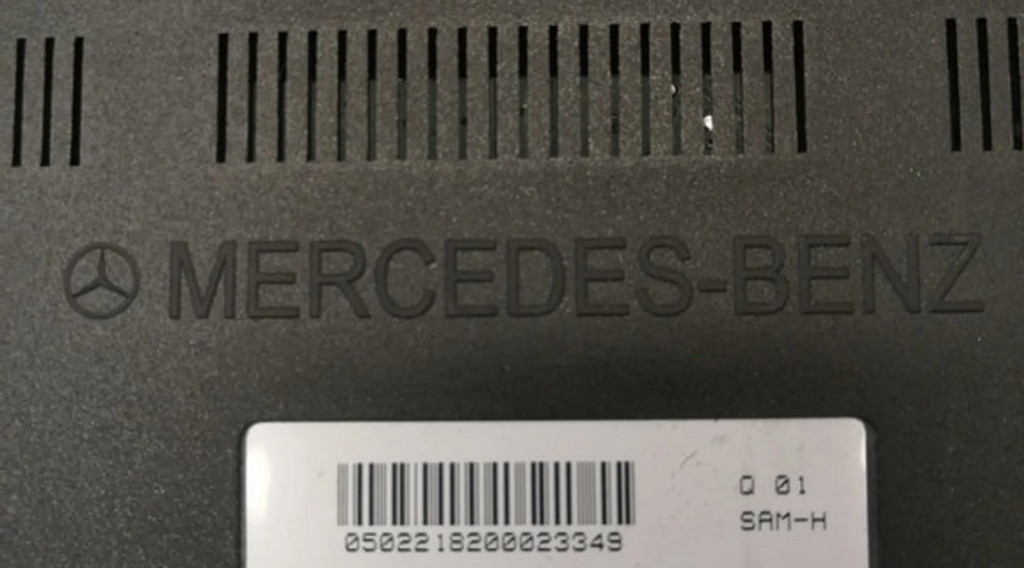 MERCEDES-BENZ
Q 01
SAM-H
0502218200023349